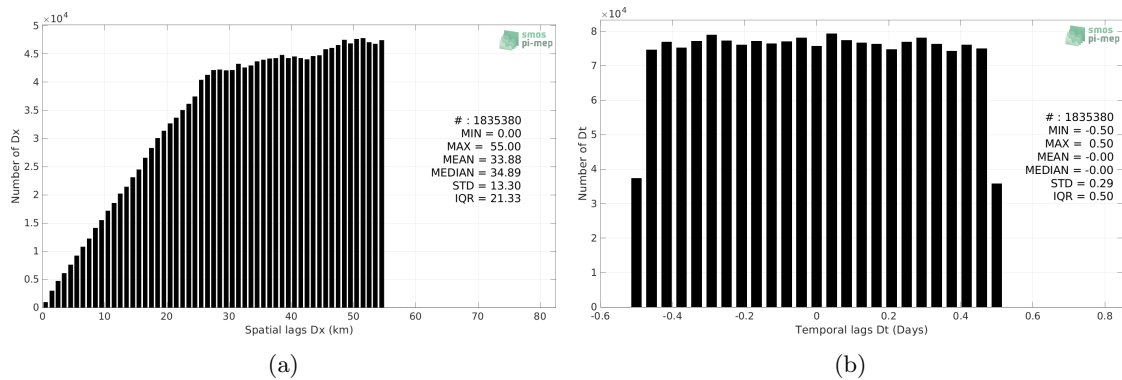 ×10⁴
5
4.5
4
3.5
3
2.5
2
1.5
1
0.5
0
0 10 20 30 40 50 60 70 80
Number of Dx
Spatial lags Dx (km)
smos
pi-mep
# : 1835380
MIN = 0.00
MAX = 55.00
MEAN = 33.88
MEDIAN = 34.89
STD = 13.30
IQR = 21.33
(a)
×10⁴
8
7
6
5
4
3
2
1
0
-0.6 -0.4 -0.2 0 0.2 0.4 0.6 0.8
Number of Dt
Temporal lags Dt (Days)
smos
pi-mep
# : 1835380
MIN = -0.50
MAX = 0.50
MEAN = -0.00
MEDIAN = -0.00
STD = 0.29
IQR = 0.50
(b)